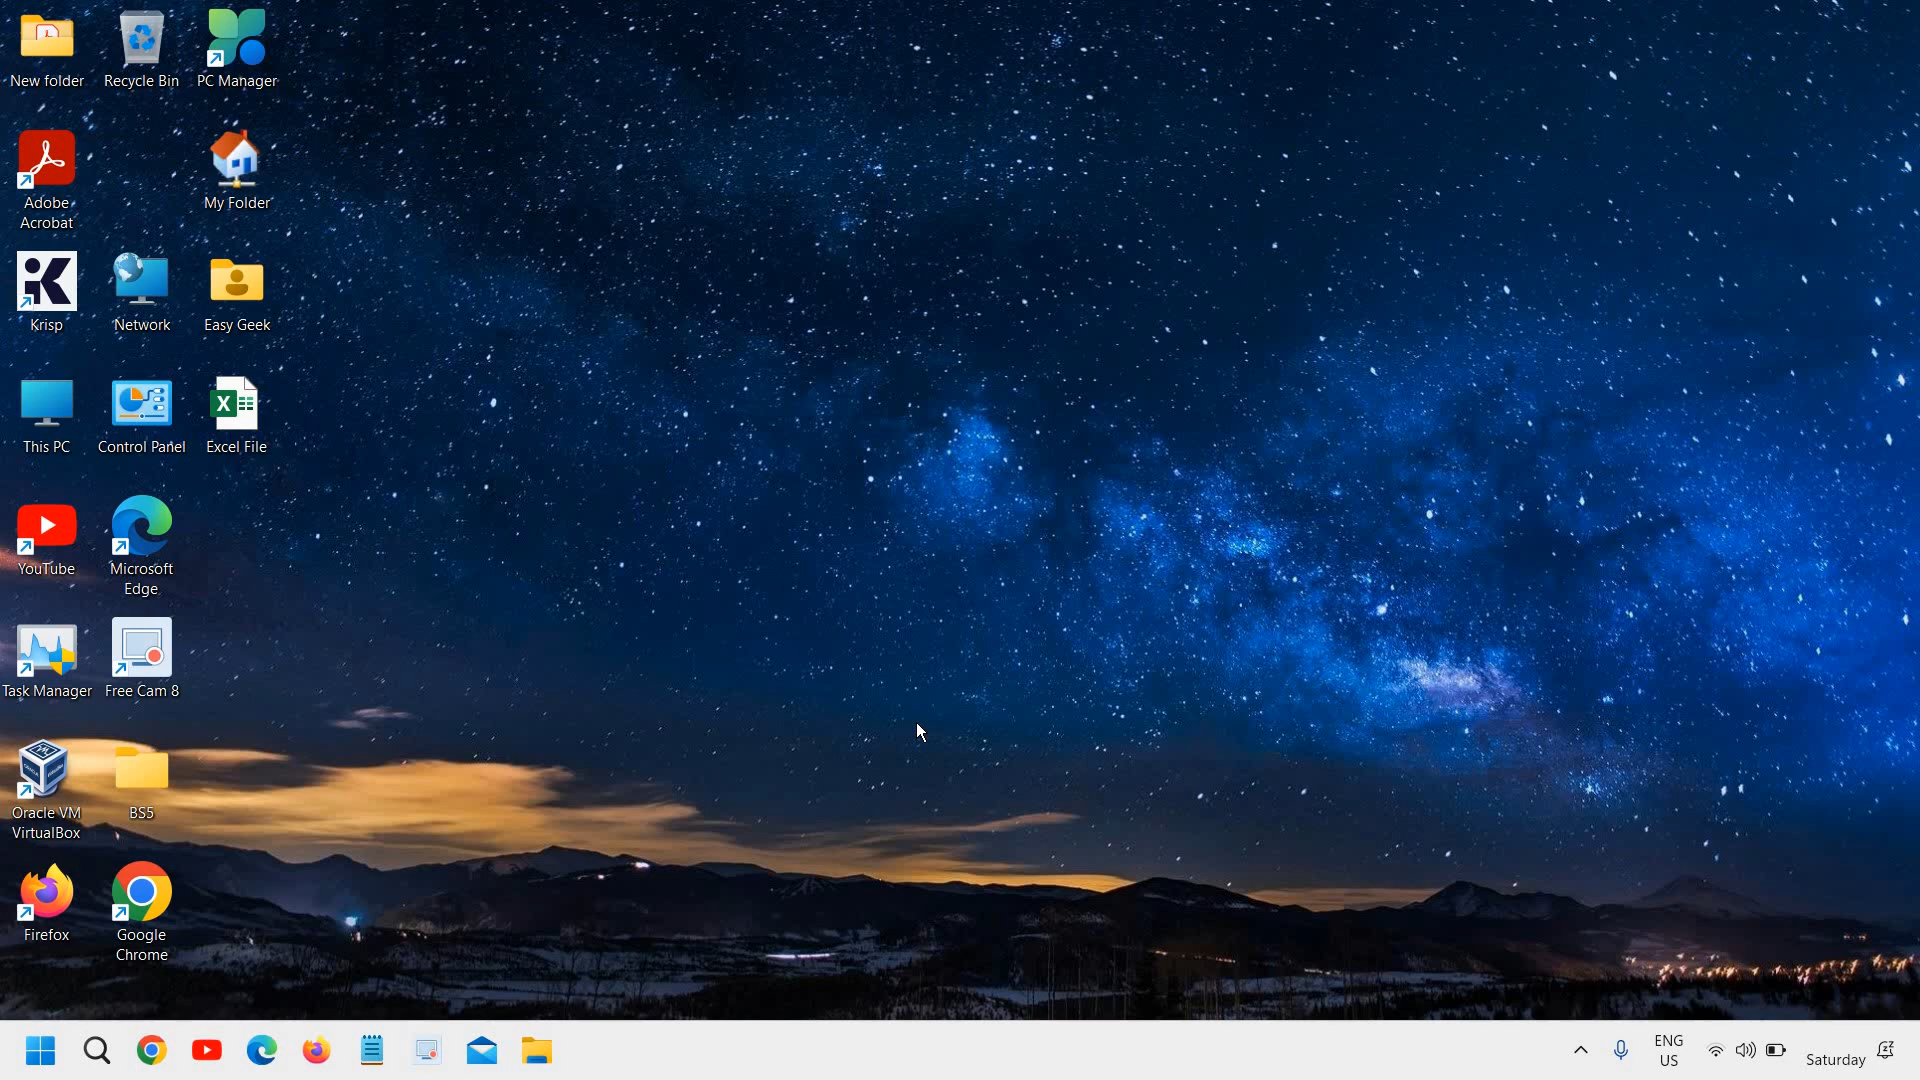 New folder
Recycle Bin
PC Manager
Adobe
Acrobat
My Folder
Krisp
Network
Easy Geek
This PC
Control Panel
Excel File
YouTube
Microsoft
Edge
Task Manager
Free Cam 8
Oracle VM
VirtualBox
BS5
Firefox
Google
Chrome
ENG
US
Saturday